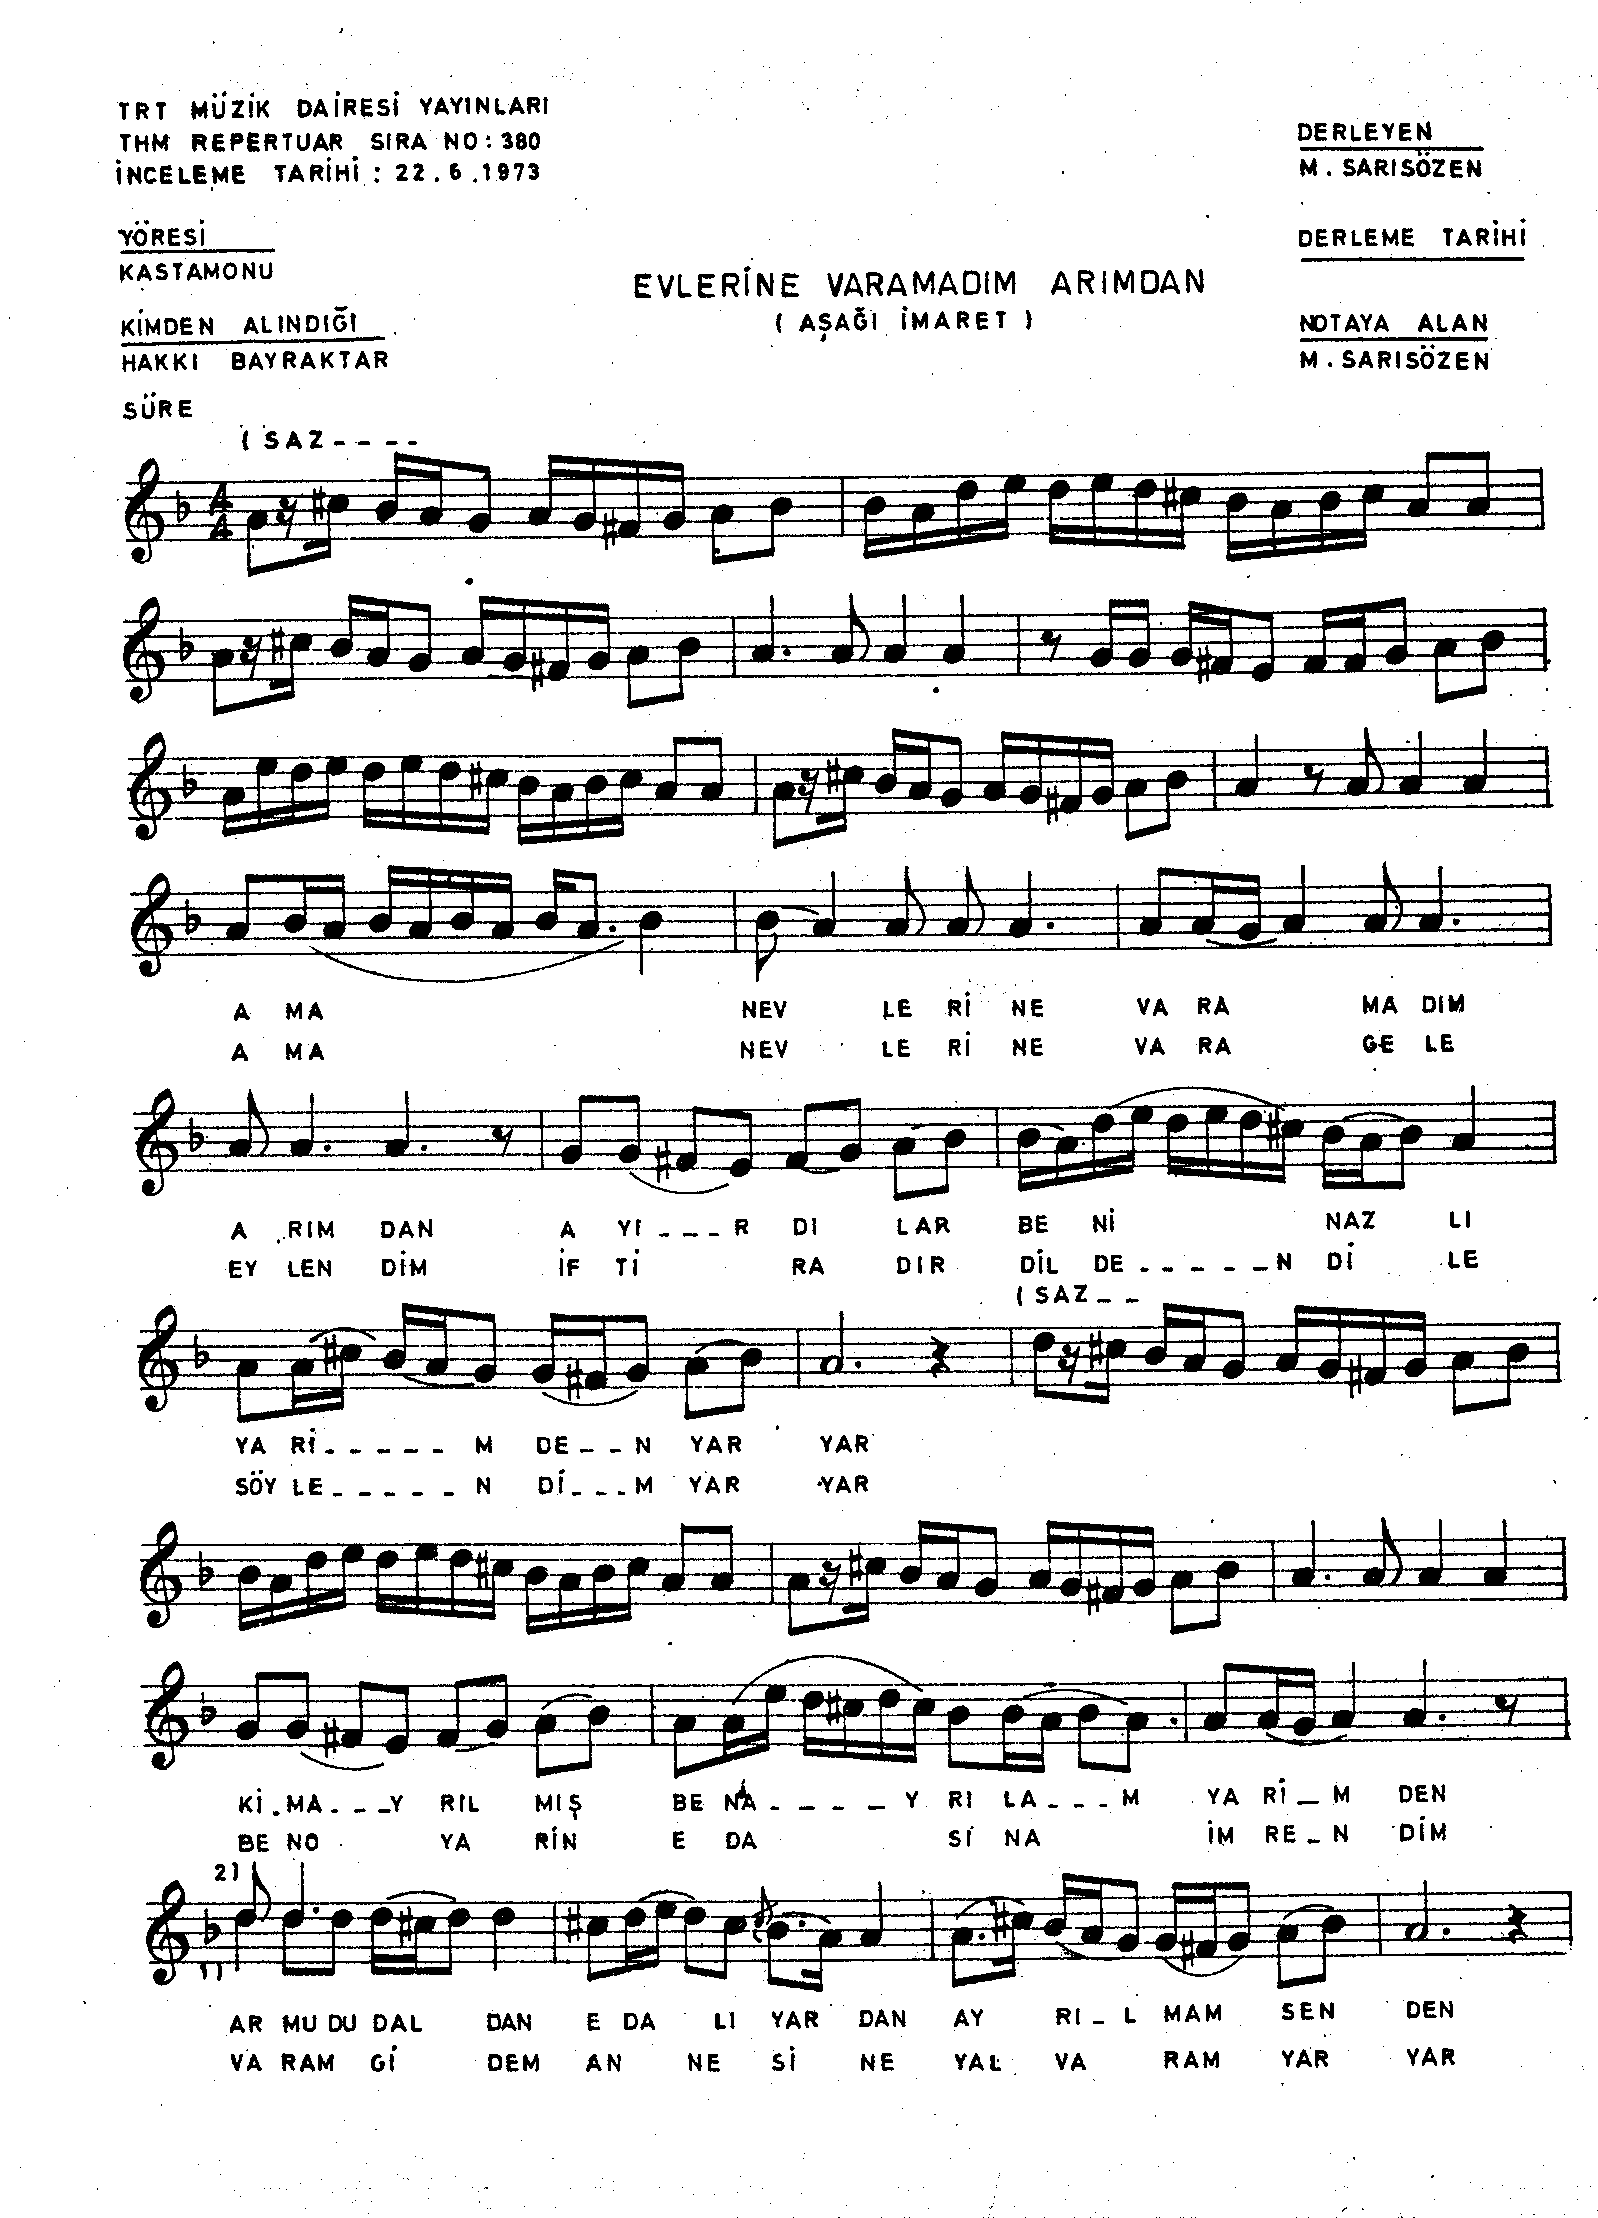 TRT MÜZİK DAİRESİ YAYINLARI
THM REPERTUAR SIRA NO: 380
İNCELEME TARİHİ : 22.6.1973
DERLEYEN
M. SARISÖZEN
YÖRESİ
KASTAMONU
DERLEME TARİHİ
EVLERİNE VARAMADIM ARIMDAN
( AŞAĞI İMARET )
KİMDEN ALINDIĞI
HAKKI BAYRAKTAR
NOTAYA ALAN
M. SARISÖZEN
SÜRE
( SAZ - - - -
4
4
A MA NEV LE Rİ NE VA RA MA DIM
A MA NEV LE Rİ NE VA RA GE LE
A RIM DAN A YI _ _ _ R DI LAR BE Nİ NAZ LI
EY LEN DİM İF Tİ RA DIR DİL DE - - - - - N Dİ LE
( SAZ _ _
YA Rİ - - - - - M DE - - N YAR YAR
SÖY LE - - - - - N Dİ - - - M YAR YAR
Kİ . MA - - - Y RIL MIŞ BE NA - - - - Y RI LA - - - M YA Rİ _ M DEN
BE NO YA RİN E DA SI NA İM RE _ N DİM
2)
1)
AR MU DU DAL DAN E DA LI YAR DAN AY RI _ L MAM SEN DEN
VA RAM Gİ DEM AN NE Sİ NE YAL VA RAM YAR YAR